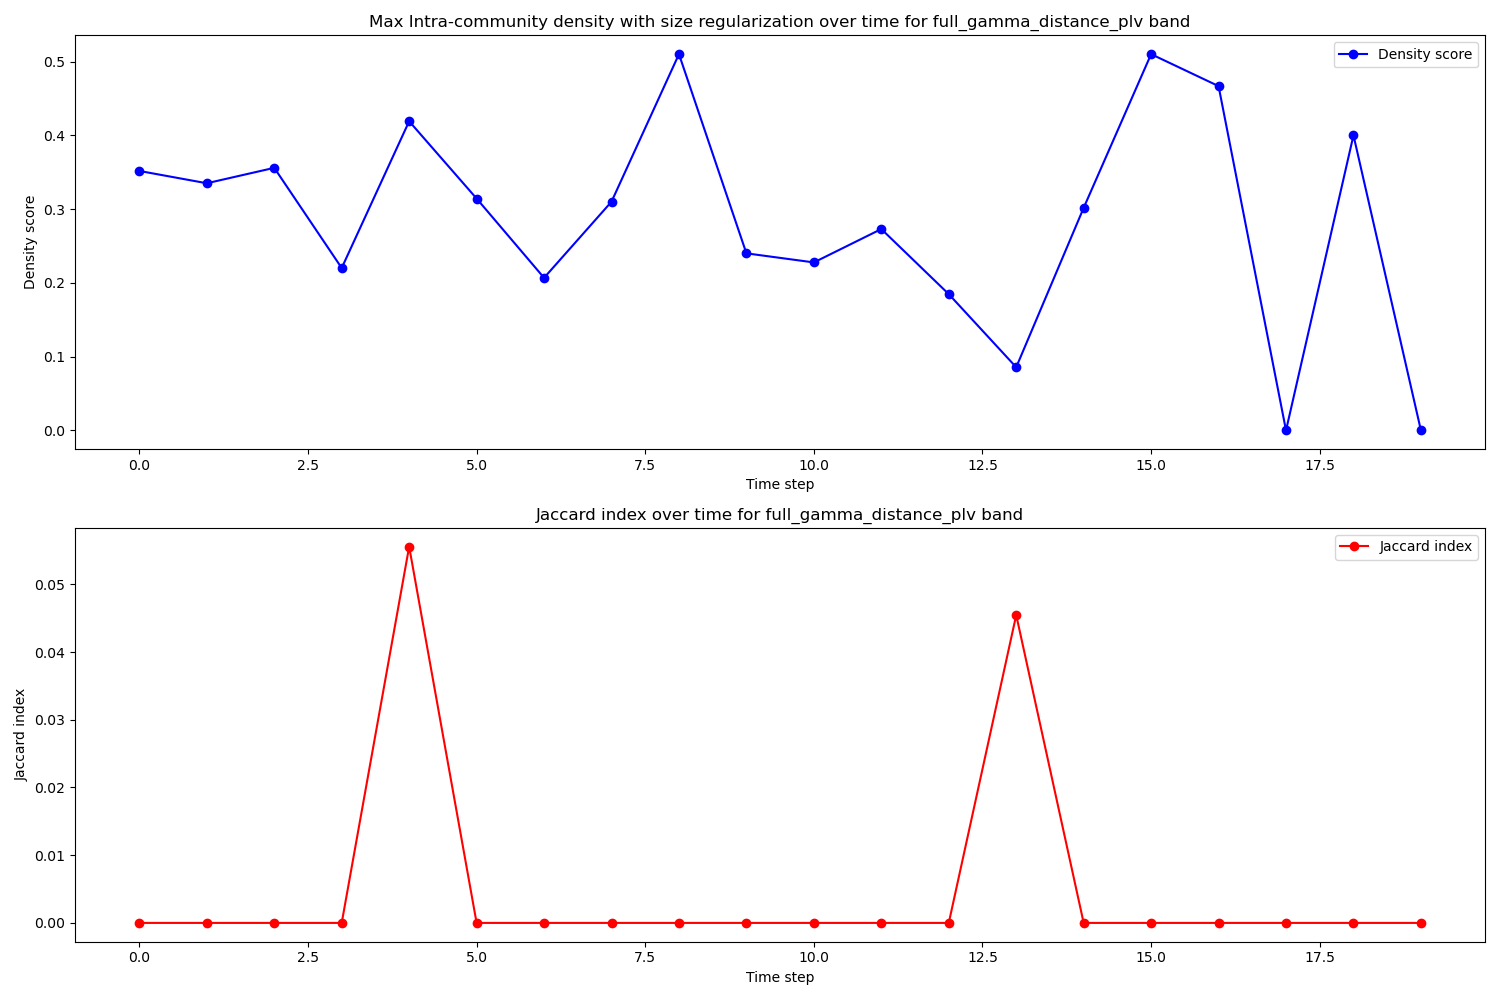 Max Intra-community density with size regularization over time for full_gamma_distance_plv band
Density score
0.5
0.4
0.3
0.2
0.1
0.0
Density score
0.0 2.5 5.0 7.5 10.0 12.5 15.0 17.5
Time step
Jaccard index over time for full_gamma_distance_plv band
Jaccard index
0.05
0.04
0.03
0.02
0.01
0.00
Jaccard index
0.0 2.5 5.0 7.5 10.0 12.5 15.0 17.5
Time step